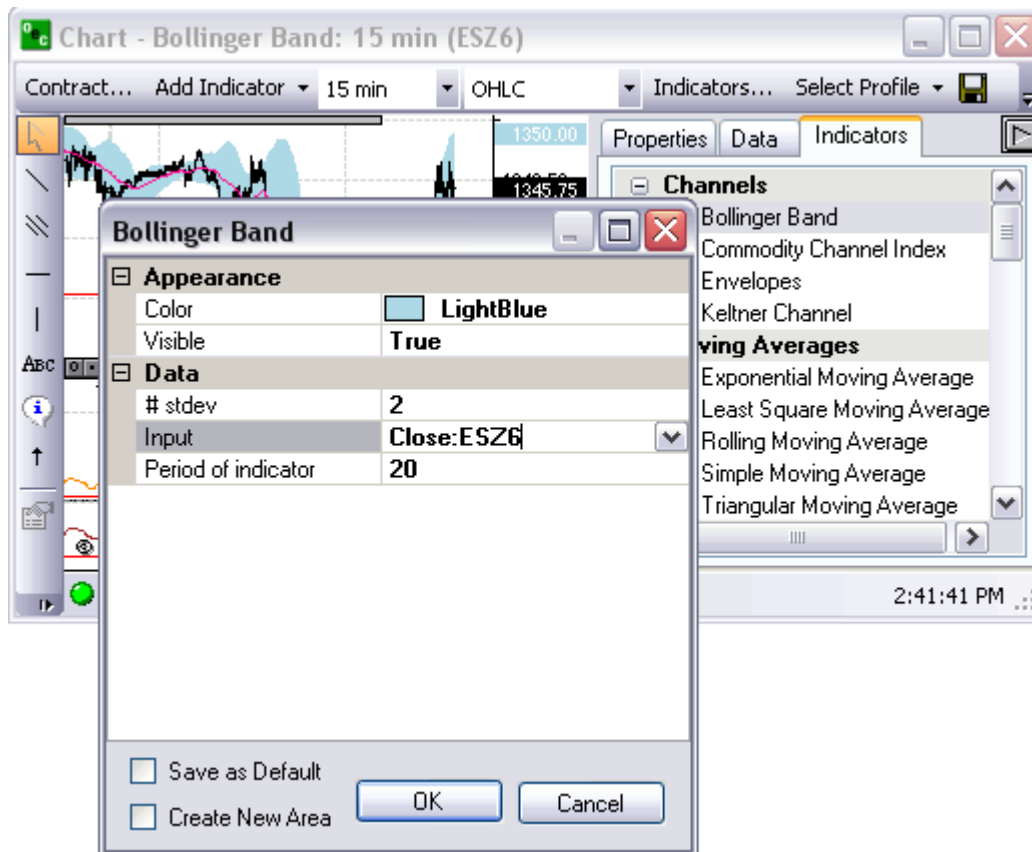 oec Chart - Bollinger Band: 15 min (ESZ6)
Contract... Add Indicator 15 min OHLC Indicators... Select Profile
1350.00
1345.75
Properties Data Indicators
Channels
Bollinger Band
Commodity Channel Index
Envelopes
Keltner Channel
ving Averages
Exponential Moving Average
Least Square Moving Average
Rolling Moving Average
Simple Moving Average
Triangular Moving Average
ABC
Bollinger Band
Appearance
Color LightBlue
Visible True
Data
# stdev 2
Input Close:ESZ6
Period of indicator 20
Save as Default
Create New Area
OK Cancel
2:41:41 PM